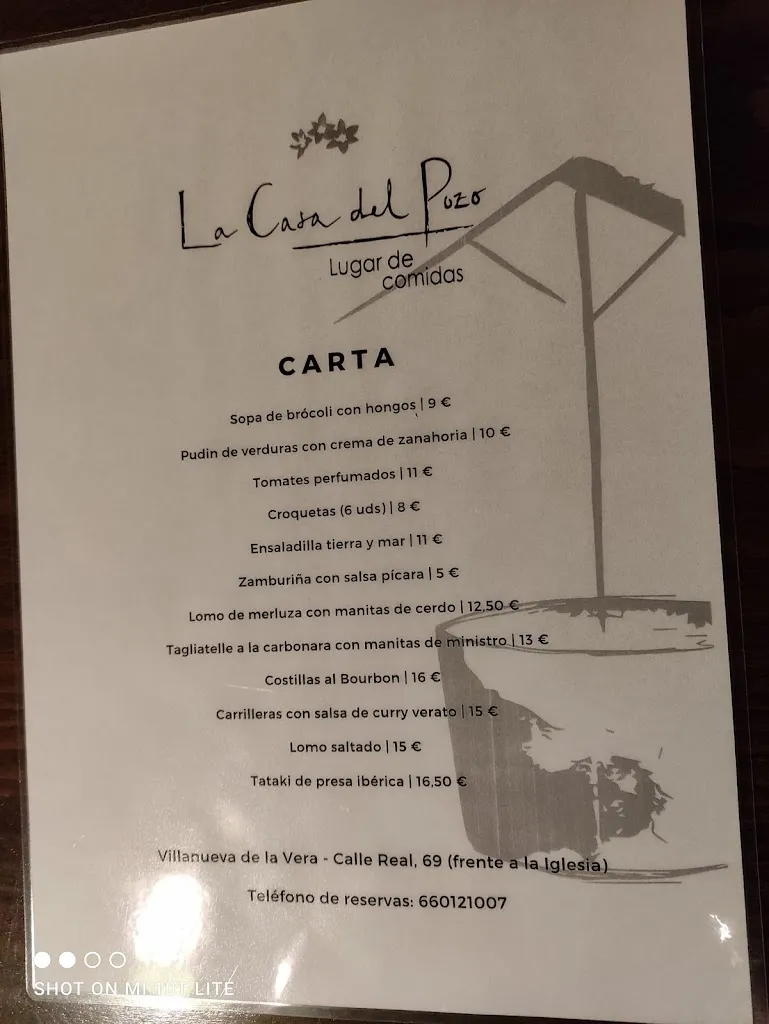 La Casa del Pozo
Lugar de
comidas
CARTA
Sopa de brócoli con hongos | 9 €
Pudin de verduras con crema de zanahoria | 10 €
Tomates perfumados | 11 €
Croquetas (6 uds) | 8 €
Ensaladilla tierra y mar | 11 €
Zamburiña con salsa pícara | 5 €
Lomo de merluza con manitas de cerdo | 12,50 €
Tagliatelle a la carbonara con manitas de ministro | 13 €
Costillas al Bourbon | 16 €
Carrilleras con salsa de curry verato | 15 €
Lomo saltado | 15 €
Tataki de presa ibérica | 16,50 €
Villanueva de la Vera - Calle Real, 69 (frente a la Iglesia)
Teléfono de reservas: 660121007
SHOT ON MI 10T LITE